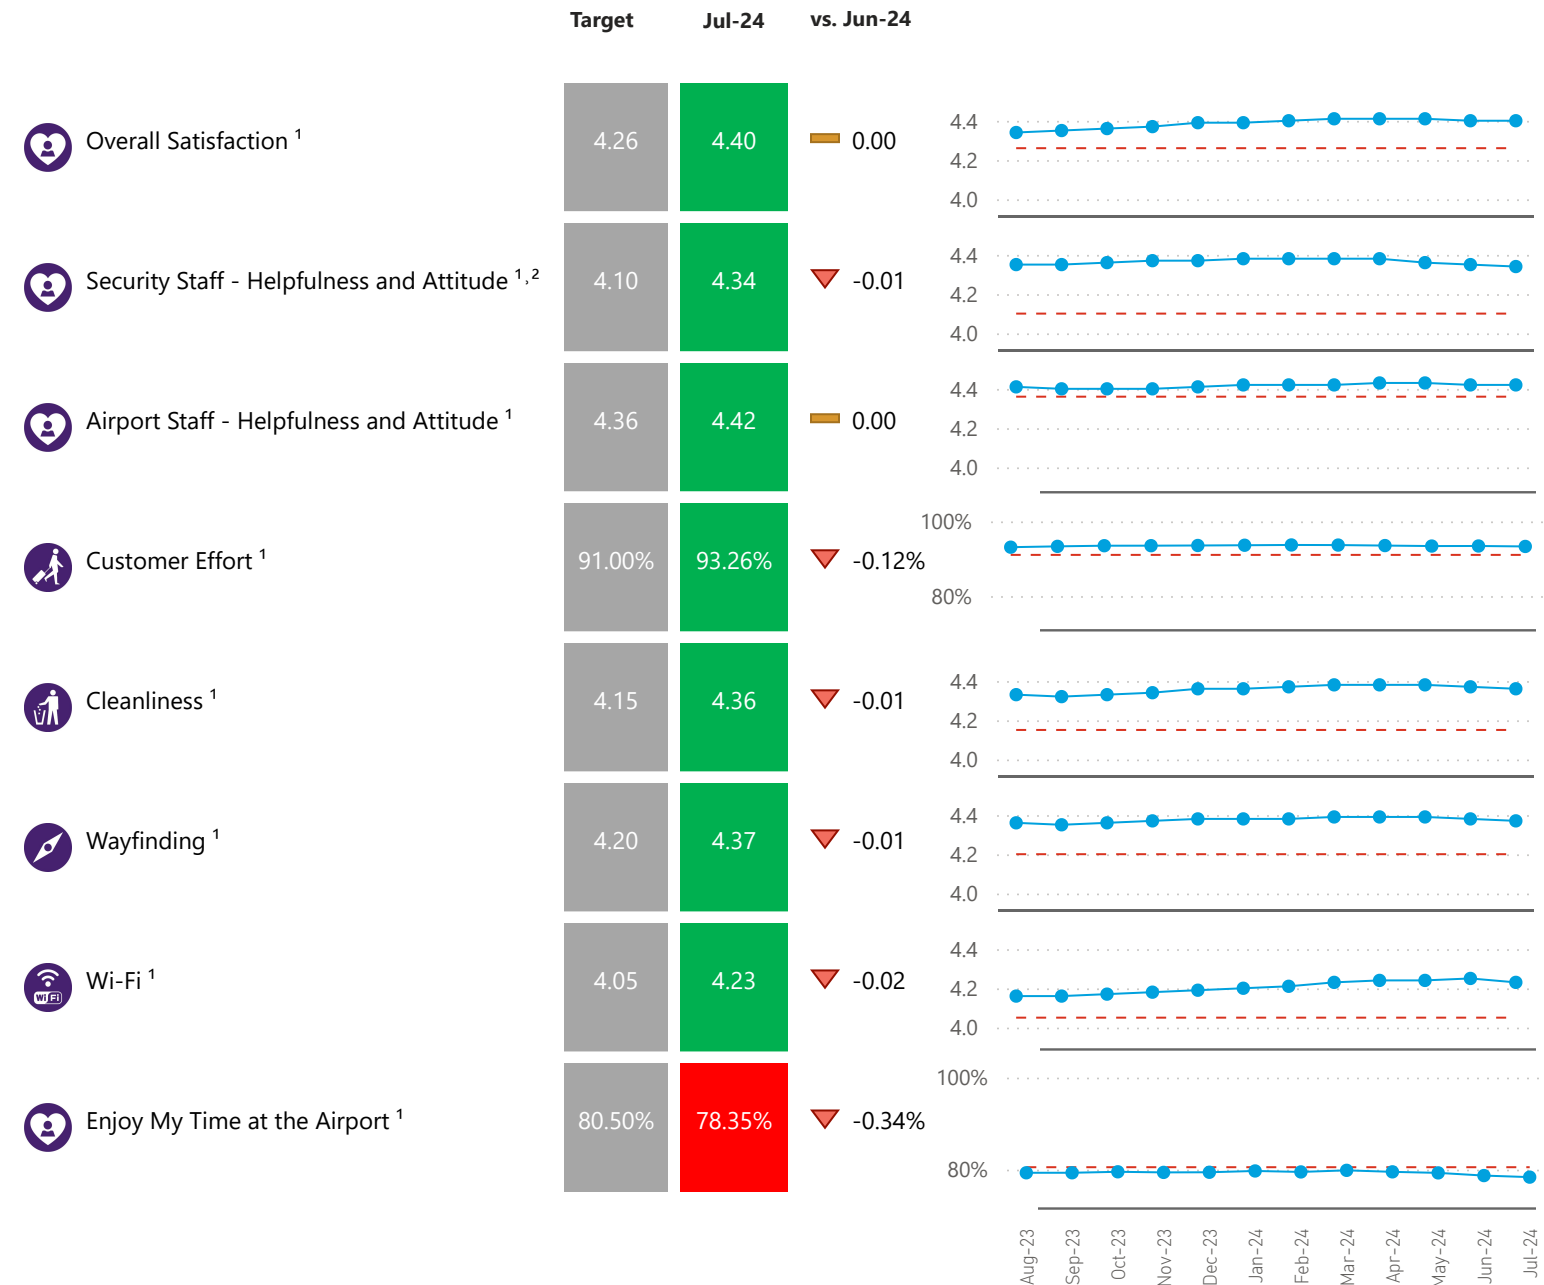 Target Jul-24 vs. Jun-24
Overall Satisfaction ¹ 4.26 4.40 0.00
4.4
4.2
4.0
Security Staff - Helpfulness and Attitude ¹,² 4.10 4.34 -0.01
4.4
4.2
4.0
Airport Staff - Helpfulness and Attitude ¹ 4.36 4.42 0.00
4.4
4.2
4.0
Customer Effort ¹ 91.00% 93.26% -0.12%
100%
80%
Cleanliness ¹ 4.15 4.36 -0.01
4.4
4.2
4.0
Wayfinding ¹ 4.20 4.37 -0.01
4.4
4.2
4.0
WiFi
Wi-Fi ¹ 4.05 4.23 -0.02
4.4
4.2
4.0
Enjoy My Time at the Airport ¹ 80.50% 78.35% -0.34%
100%
80%
Aug-23 Sep-23 Oct-23 Nov-23 Dec-23 Jan-24 Feb-24 Mar-24 Apr-24 May-24 Jun-24 Jul-24